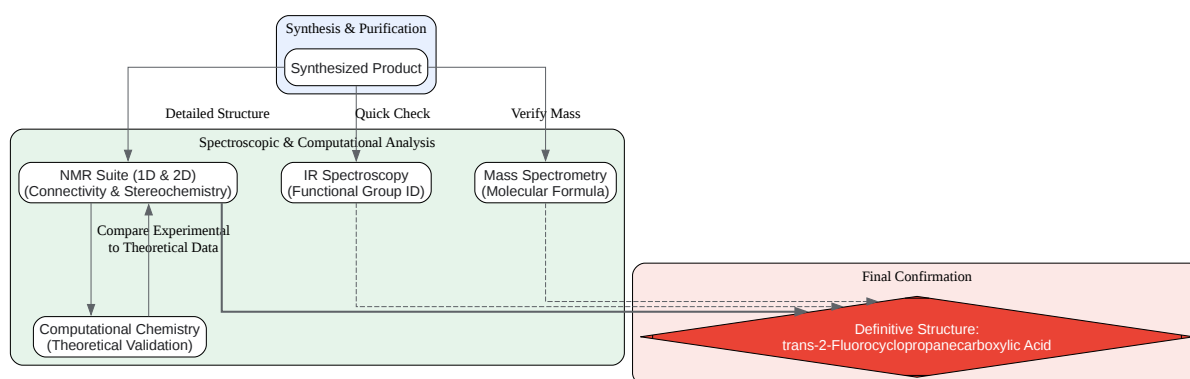 Synthesis & Purification
Synthesized Product
Detailed Structure
Quick Check
Verify Mass
Spectroscopic & Computational Analysis
NMR Suite (1D & 2D)
(Connectivity & Stereochemistry)
IR Spectroscopy
(Functional Group ID)
Mass Spectrometry
(Molecular Formula)
Compare Experimental
to Theoretical Data
Computational Chemistry
(Theoretical Validation)
Final Confirmation
Definitive Structure:
trans-2-Fluorocyclopropanecarboxylic Acid